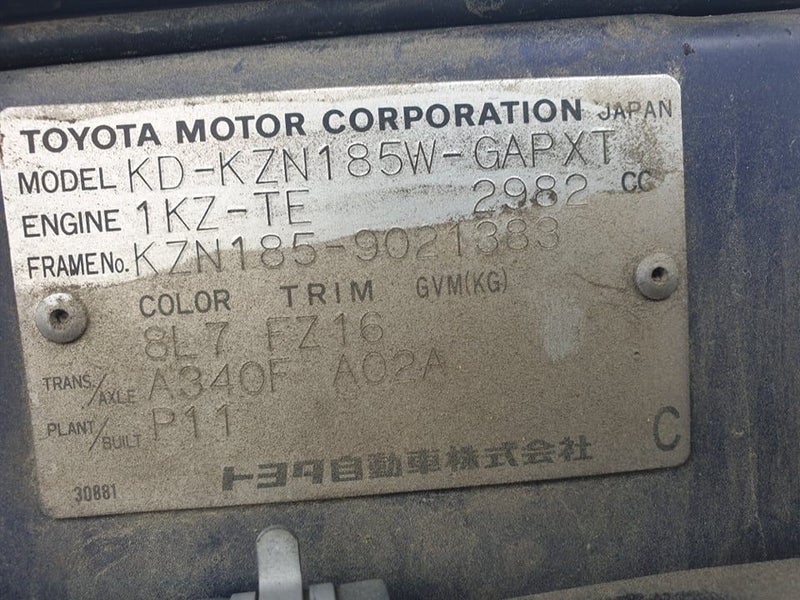 TOYOTA MOTOR CORPORATION JAPAN
MODEL KD-KZN185W-GAPXT
ENGINE 1KZ-TE 2982 CC
FRAME No. KZN185-9021383
COLOR TRIM GVM(KG)
8L7 FZ16
TRANS./AXLE A340F A02A
PLANT/BUILT P11
トヨタ自動車株式会社 C
30881